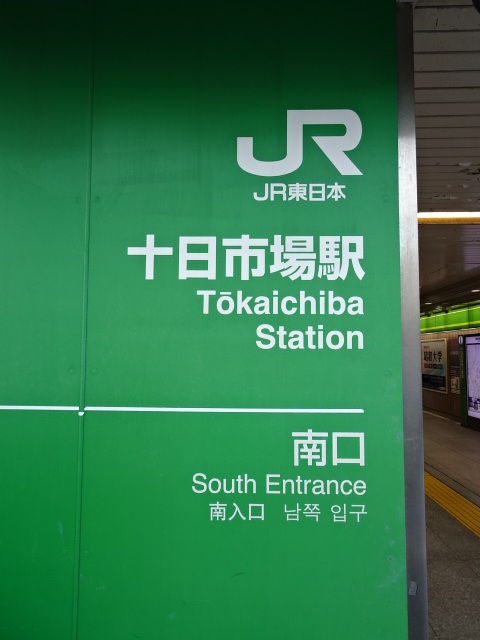 JR
JR東日本
十日市場駅
Tōkaichiba
Station
南口
South Entrance
南入口 남쪽 입구